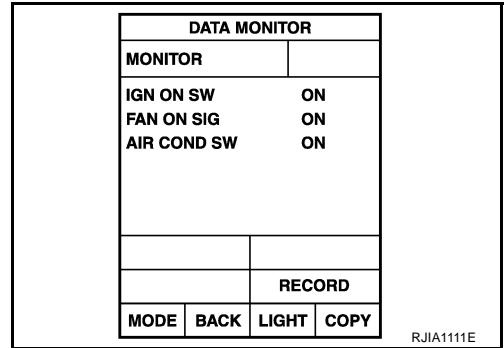 DATA MONITOR
MONITOR
IGN ON SW ON
FAN ON SIG ON
AIR COND SW ON
RECORD
MODE BACK LIGHT COPY
RJIA1111E